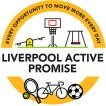 EVERY OPPORTUNITY TO MOVE MORE EVERY DAY
LIVERPOOL ACTIVE
PROMISE